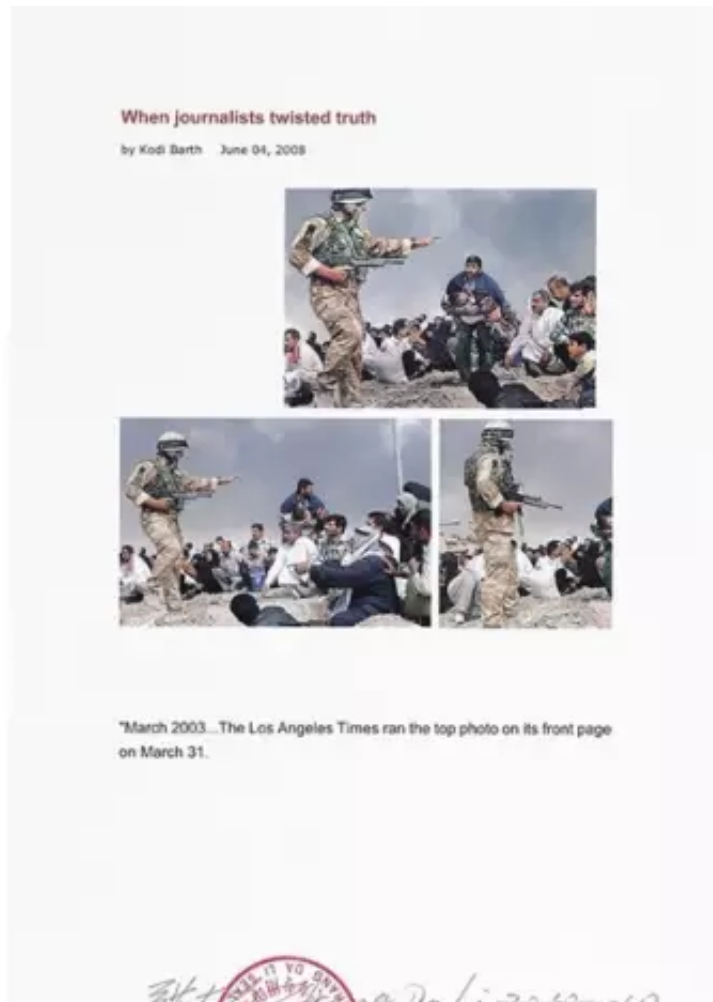 When journalists twisted truth
by Kodi Barth June 04, 2008
"March 2003...The Los Angeles Times ran the top photo on its front page
on March 31.